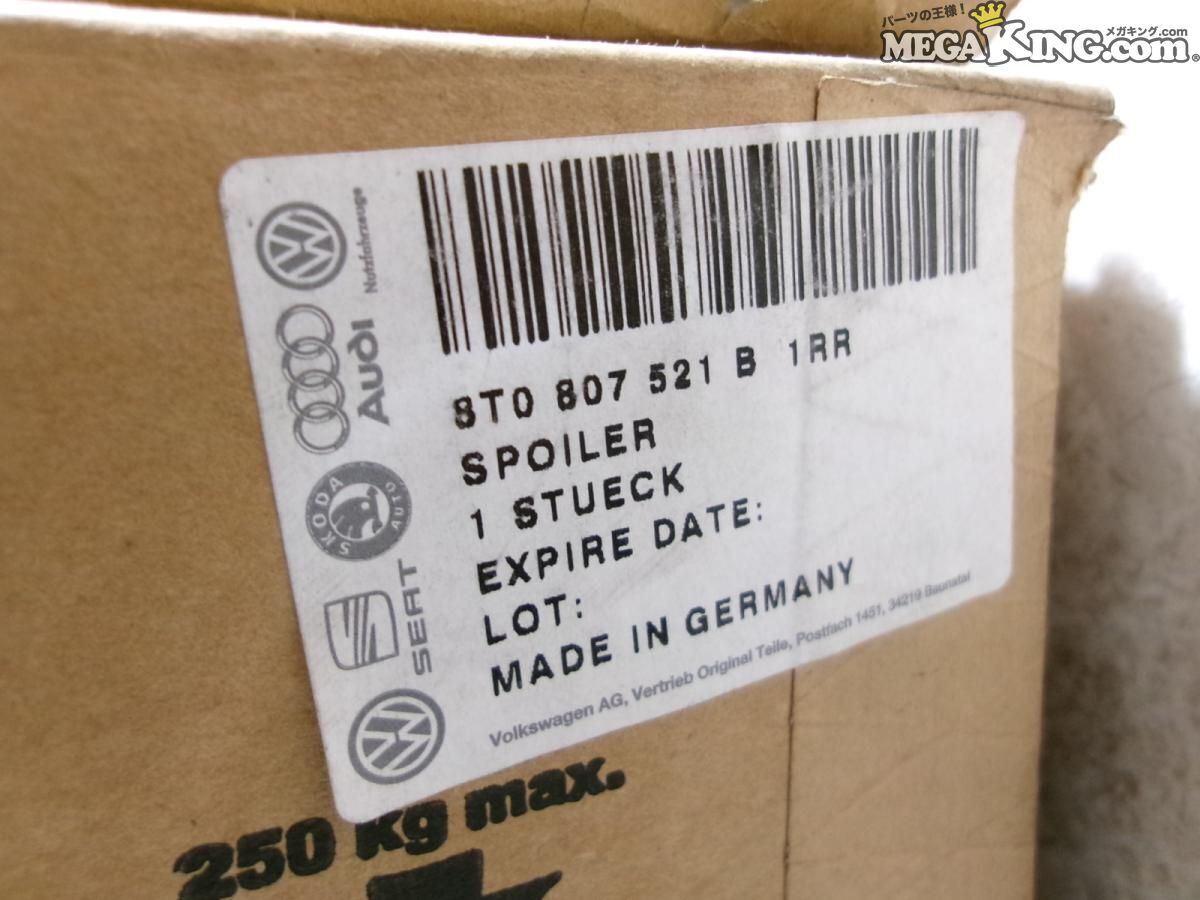 パーツの王様！
メガキング.com
MEGAKING.com®
Nutzfahrzeuge
AUDI
SKODA
AUTO
SEAT
8T0 807 521 B 1RR
SPOILER
1 STUECK
EXPIRE DATE:
LOT:
MADE IN GERMANY
Volkswagen AG, Vertrieb Original Teile, Postfach 1451, 34219 Baunatal
250 kg max.